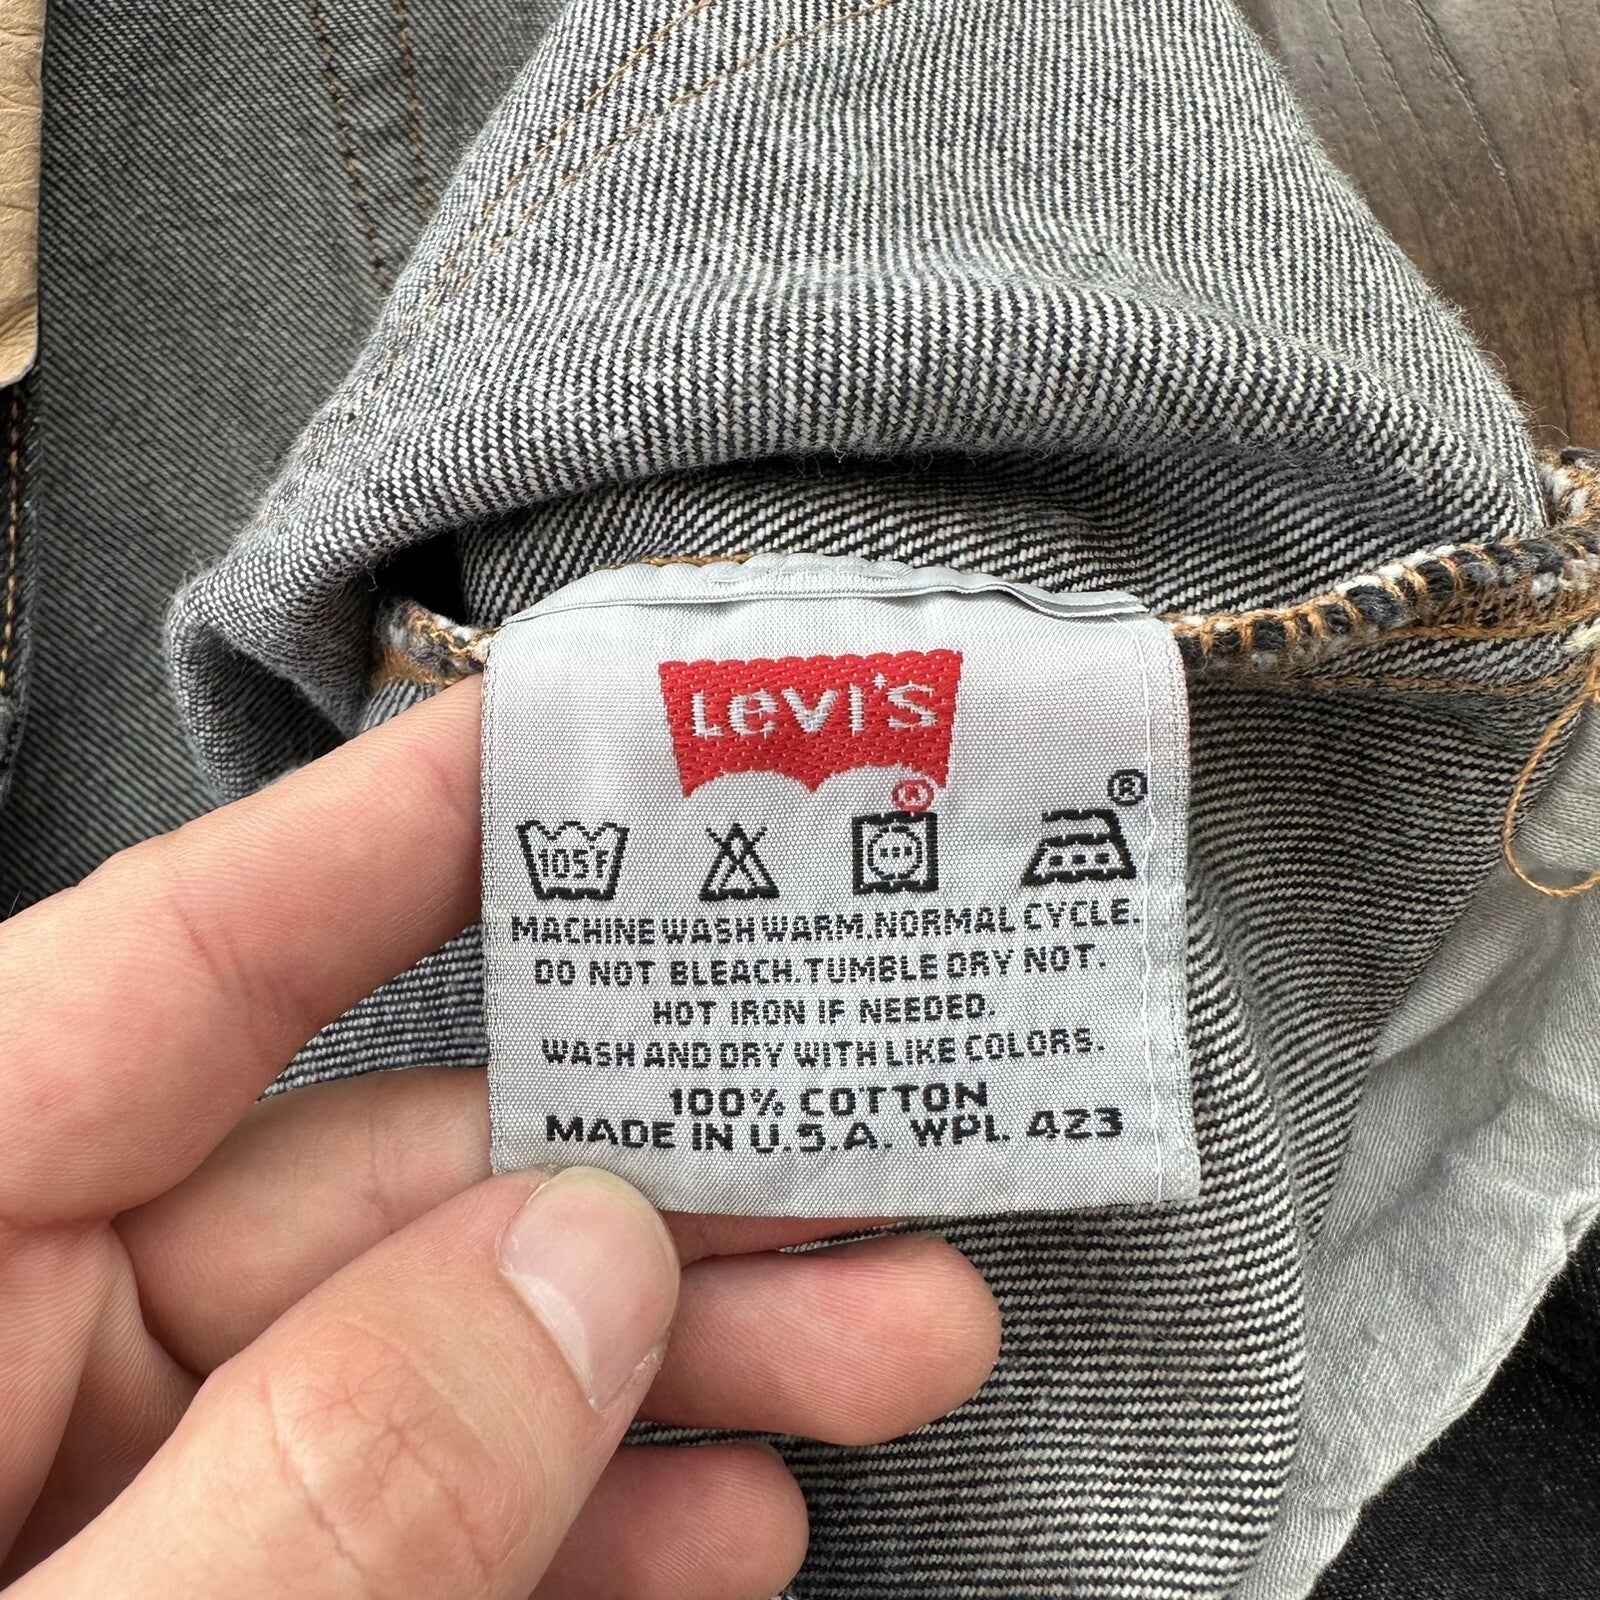 Levi's
®
®
105F
MACHINE WASH WARM. NORMAL CYCLE.
DO NOT BLEACH. TUMBLE DRY NOT.
HOT IRON IF NEEDED.
WASH AND DRY WITH LIKE COLORS.
100% COTTON
MADE IN U.S.A. WPL 423